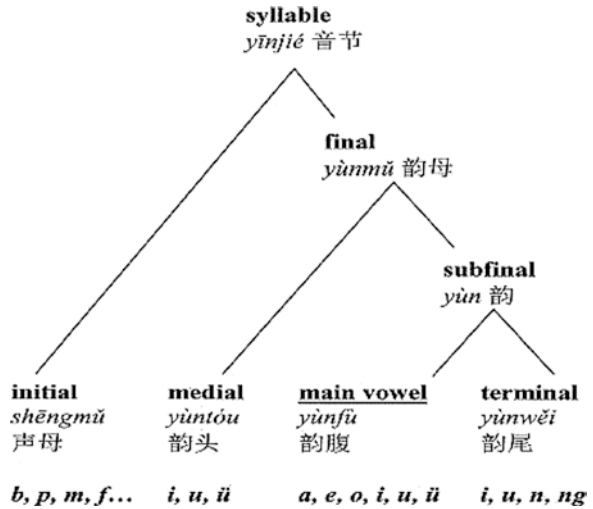 syllable
yīnjié 音节
final
yùnmǔ 韵母
subfinal
yùn 韵
initial
shēngmǔ
声母
b, p, m, f…
medial
yùntóu
韵头
i, u, ü
main vowel
yùnfù
韵腹
a, e, o, i, u, ü
terminal
yùnwěi
韵尾
i, u, n, ng